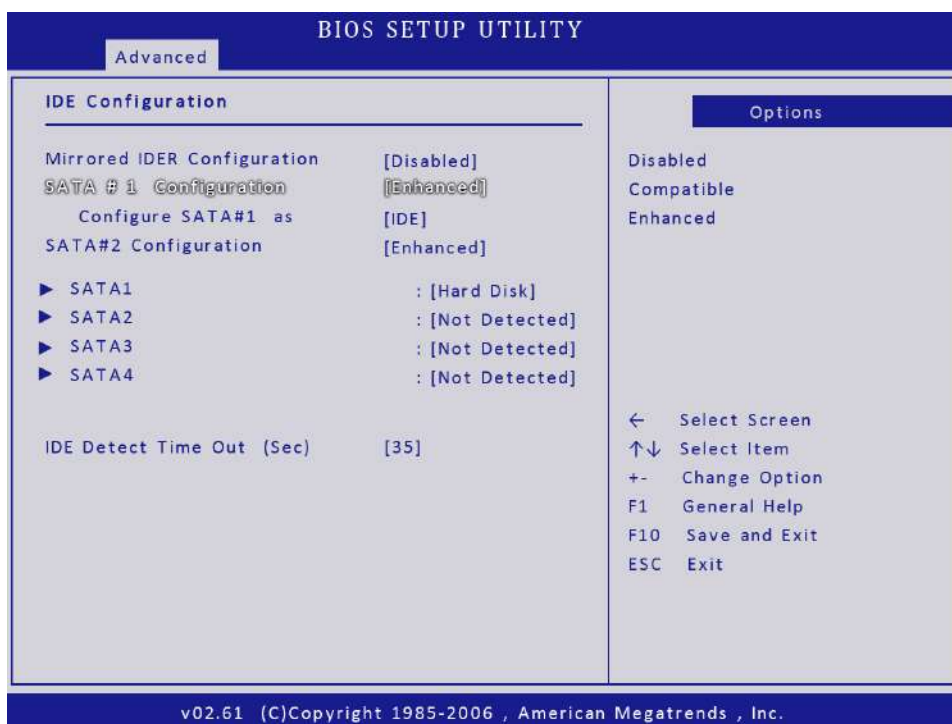 BIOS SETUP UTILITY
Advanced
IDE Configuration
Mirrored IDER Configuration [Disabled]
SATA # 1 Configuration [Enhanced]
Configure SATA#1 as [IDE]
SATA#2 Configuration [Enhanced]
► SATA1 : [Hard Disk]
► SATA2 : [Not Detected]
► SATA3 : [Not Detected]
► SATA4 : [Not Detected]
IDE Detect Time Out (Sec) [35]
Options
Disabled
Compatible
Enhanced
← Select Screen
↑↓ Select Item
+- Change Option
F1 General Help
F10 Save and Exit
ESC Exit
v02.61 (C)Copyright 1985-2006 , American Megatrends , Inc.